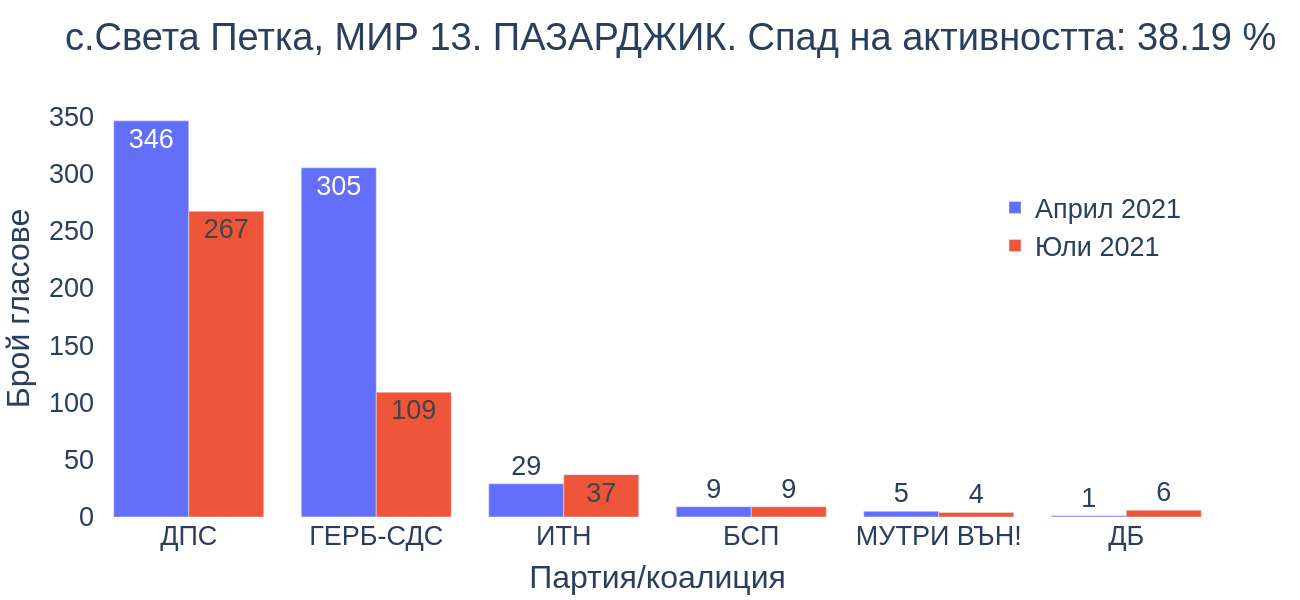 с.Света Петка, МИР 13. ПАЗАРДЖИК. Спад на активността: 38.19 %
Брой гласове
350
300
250
200
150
100
50
0
346
267
305
109
29
37
9
9
5
4
1
6
Април 2021
Юли 2021
ДПС
ГЕРБ-СДС
ИТН
БСП
МУТРИ ВЪН!
ДБ
Партия/коалиция